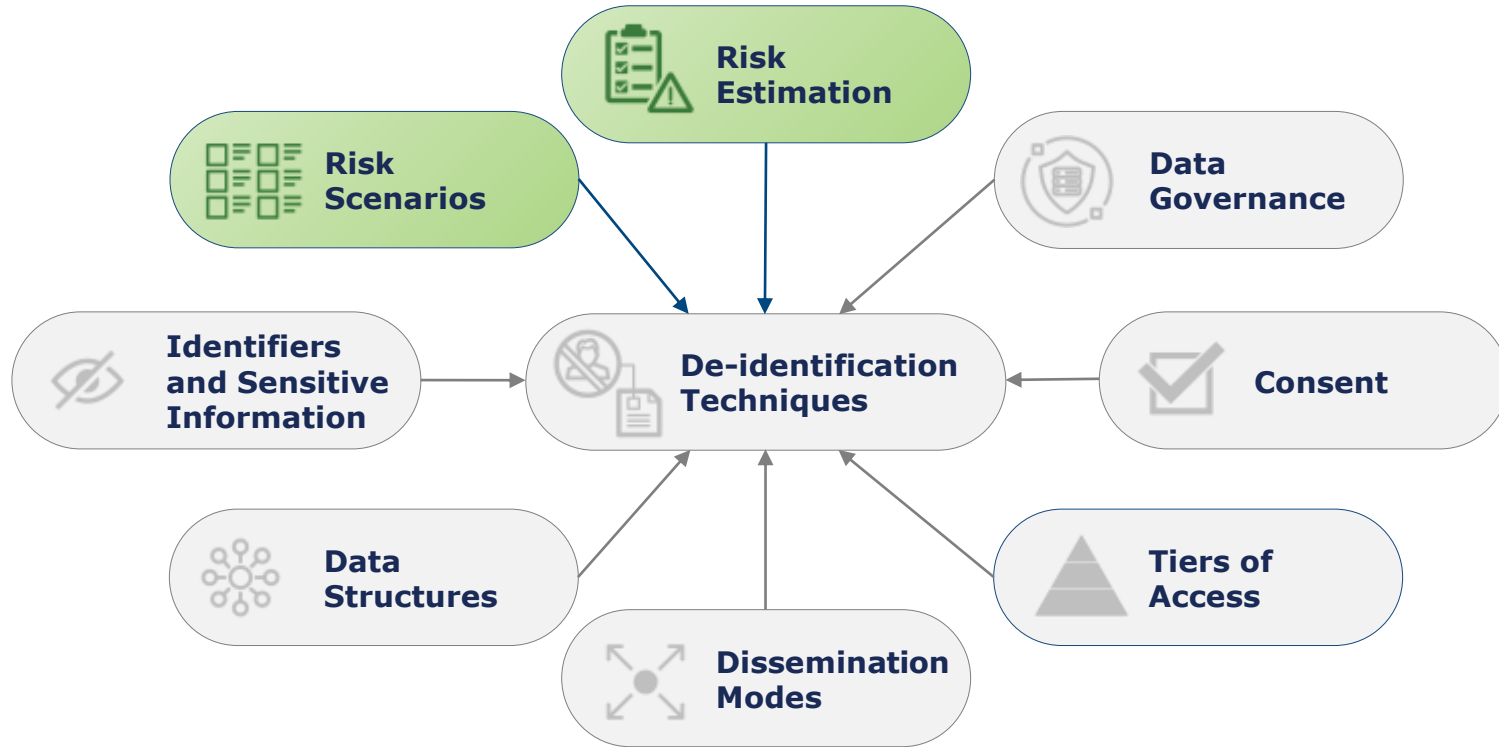 Risk
Estimation
Risk
Scenarios
Data
Governance
Identifiers
and Sensitive
Information
De-identification
Techniques
Consent
Data
Structures
Tiers of
Access
Dissemination
Modes